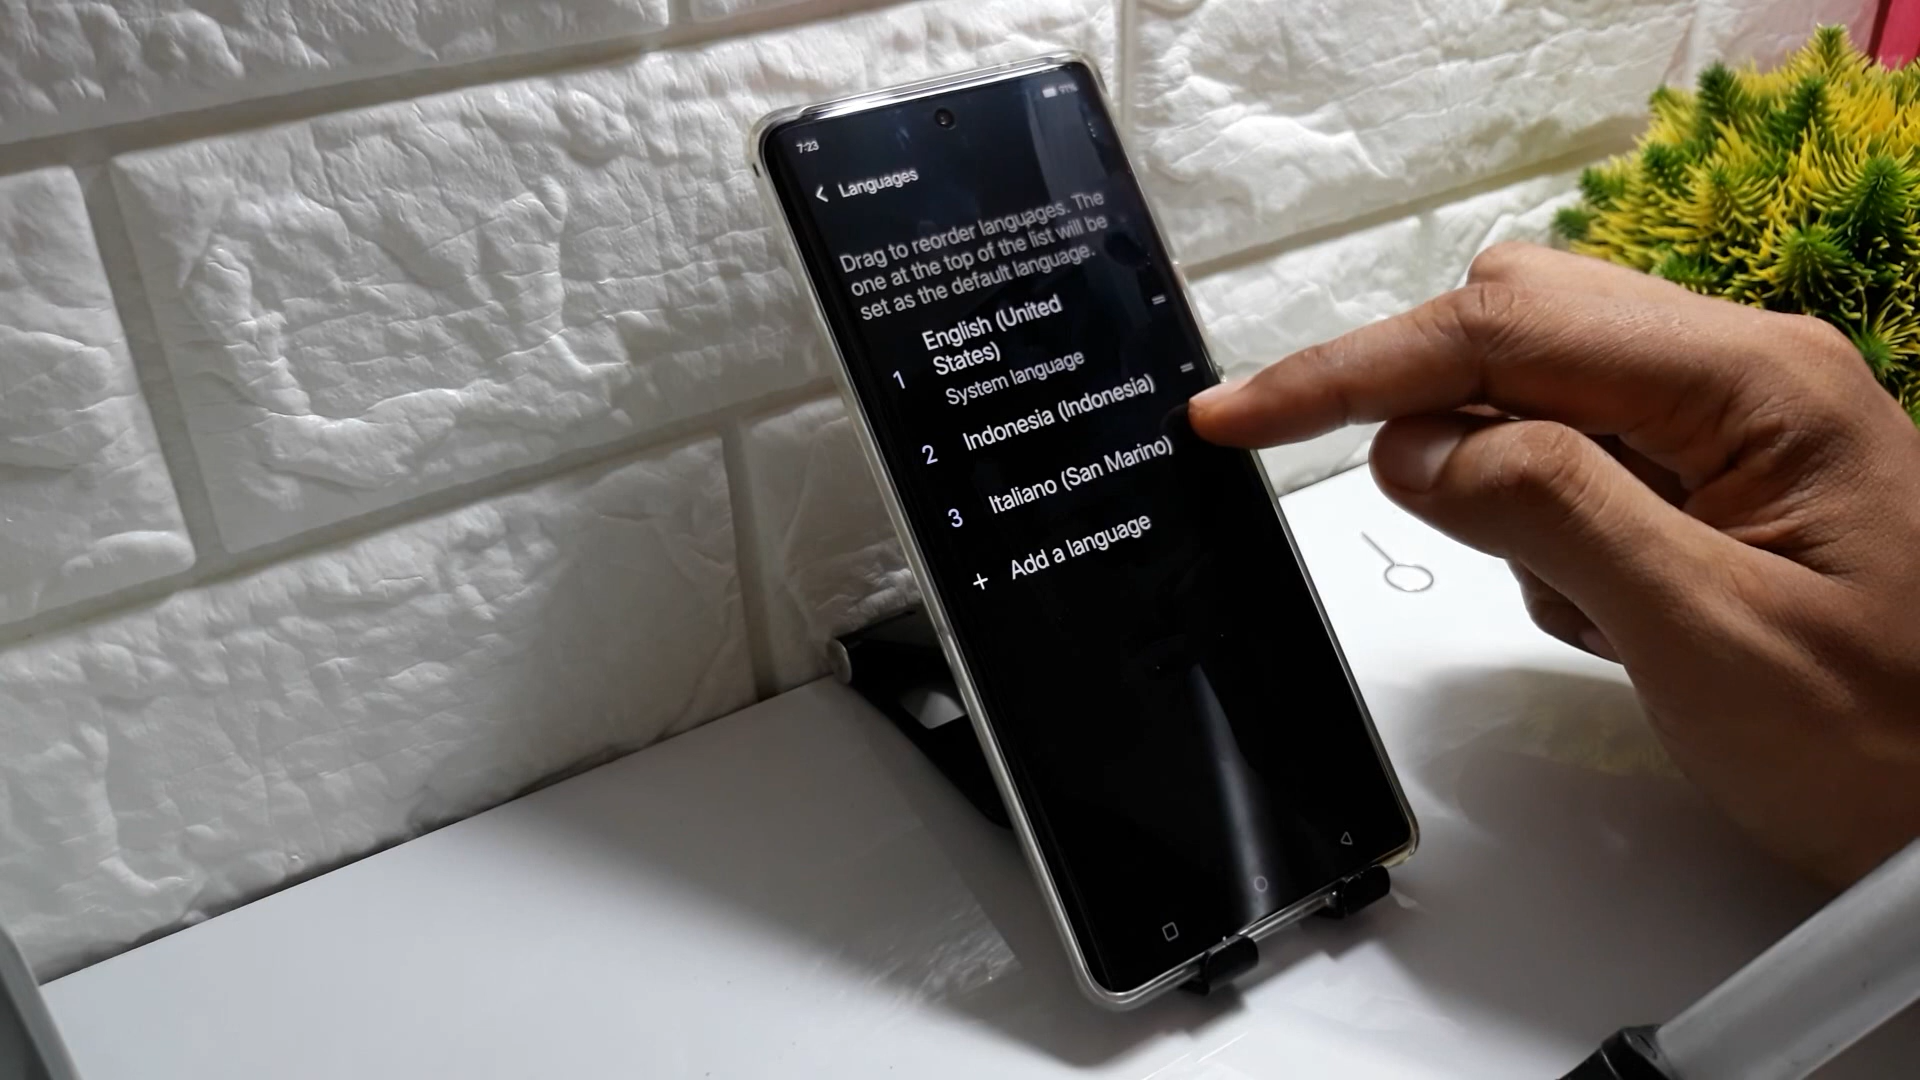 7:23
91%
Languages
Drag to reorder languages. The
one at the top of the list will be
set as the default language.
1
English (United
States)
System language
2
Indonesia (Indonesia)
3
Italiano (San Marino)
+ Add a language